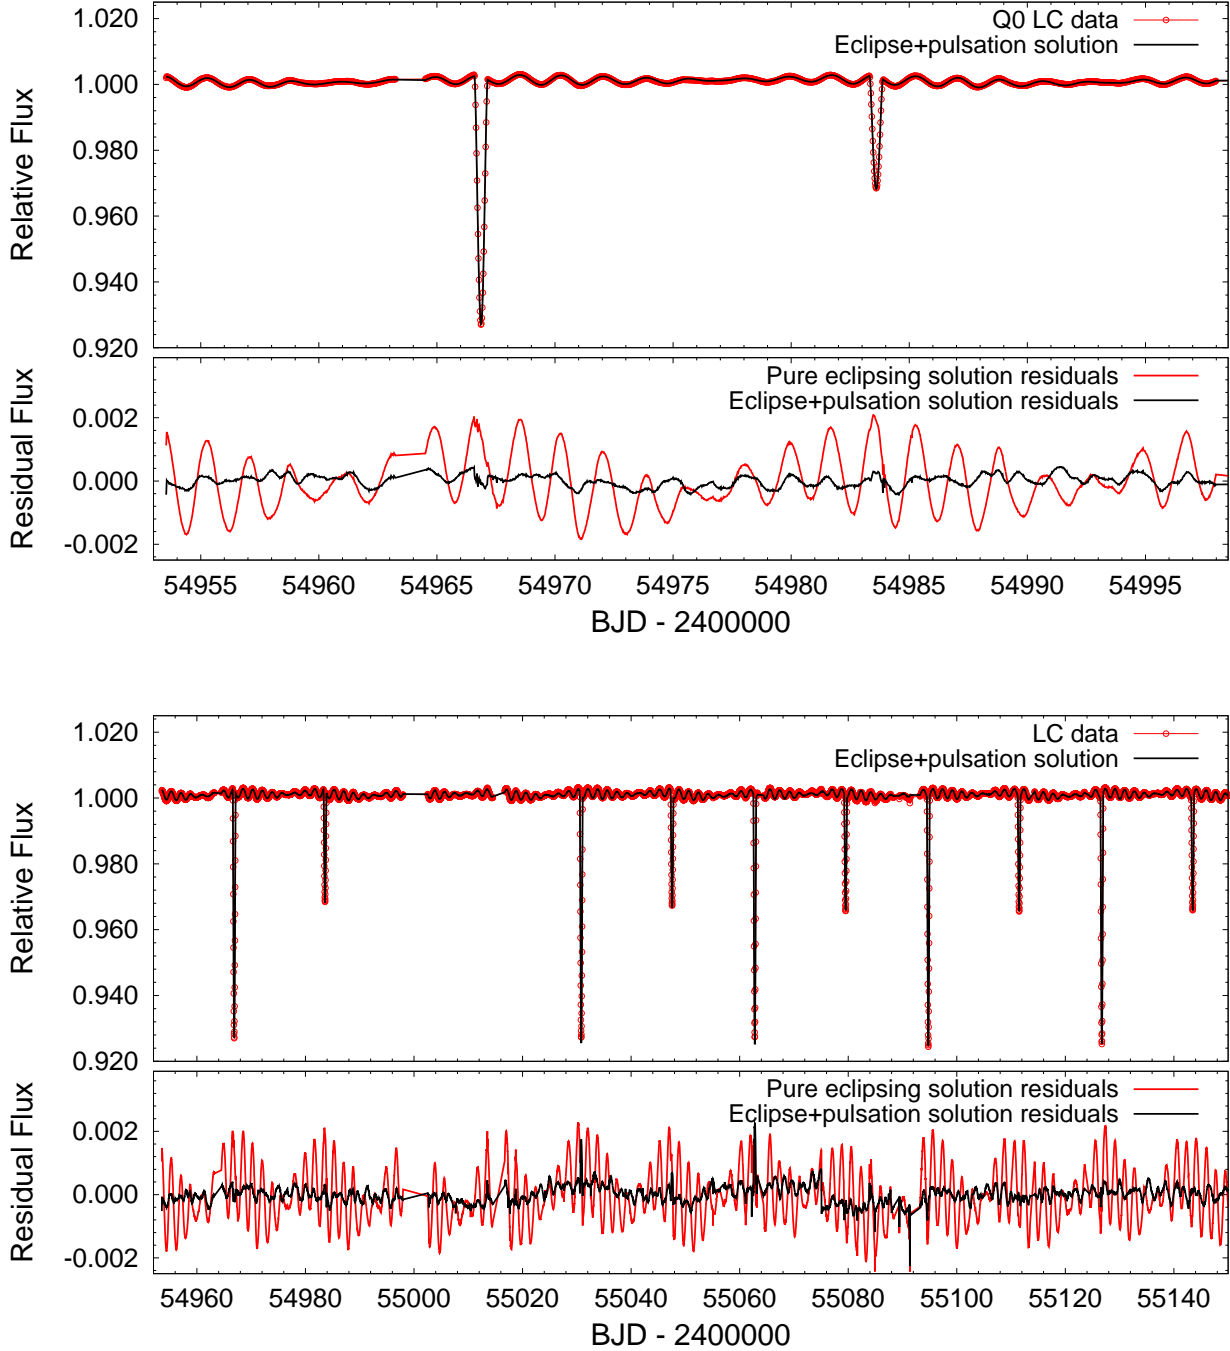 1.020
1.000
0.980
0.960
0.940
0.920
Relative Flux
Q0 LC data
Eclipse+pulsation solution
0.002
0.000
-0.002
Residual Flux
Pure eclipsing solution residuals
Eclipse+pulsation solution residuals
54955 54960 54965 54970 54975 54980 54985 54990 54995
BJD - 2400000
1.020
1.000
0.980
0.960
0.940
0.920
Relative Flux
LC data
Eclipse+pulsation solution
0.002
0.000
-0.002
Residual Flux
Pure eclipsing solution residuals
Eclipse+pulsation solution residuals
54960 54980 55000 55020 55040 55060 55080 55100 55120 55140
BJD - 2400000